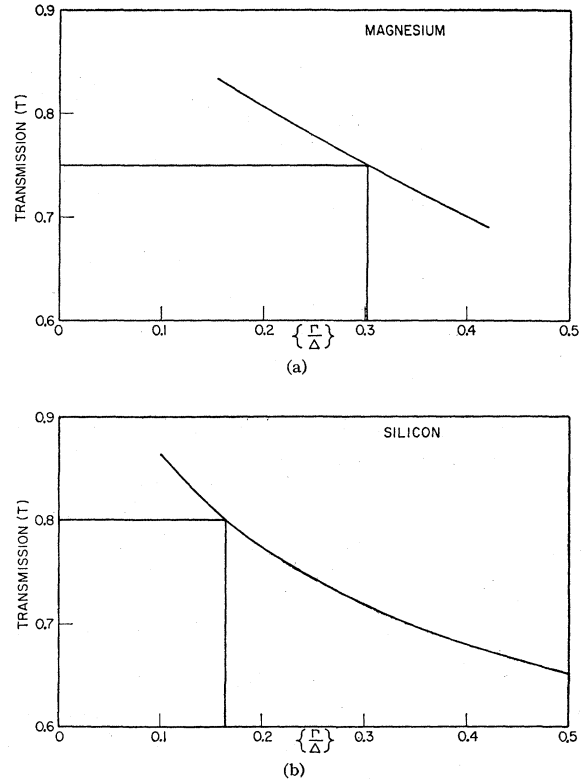 0.9
MAGNESIUM
0.8
0.7
0.6
TRANSMISSION (T)
0 0.1 0.2 0.3 0.4 0.5
{Γ/Δ}
(a)
0.9
SILICON
0.8
0.7
0.6
TRANSMISSION (T)
0 0.1 0.2 0.3 0.4 0.5
{Γ/Δ}
(b)